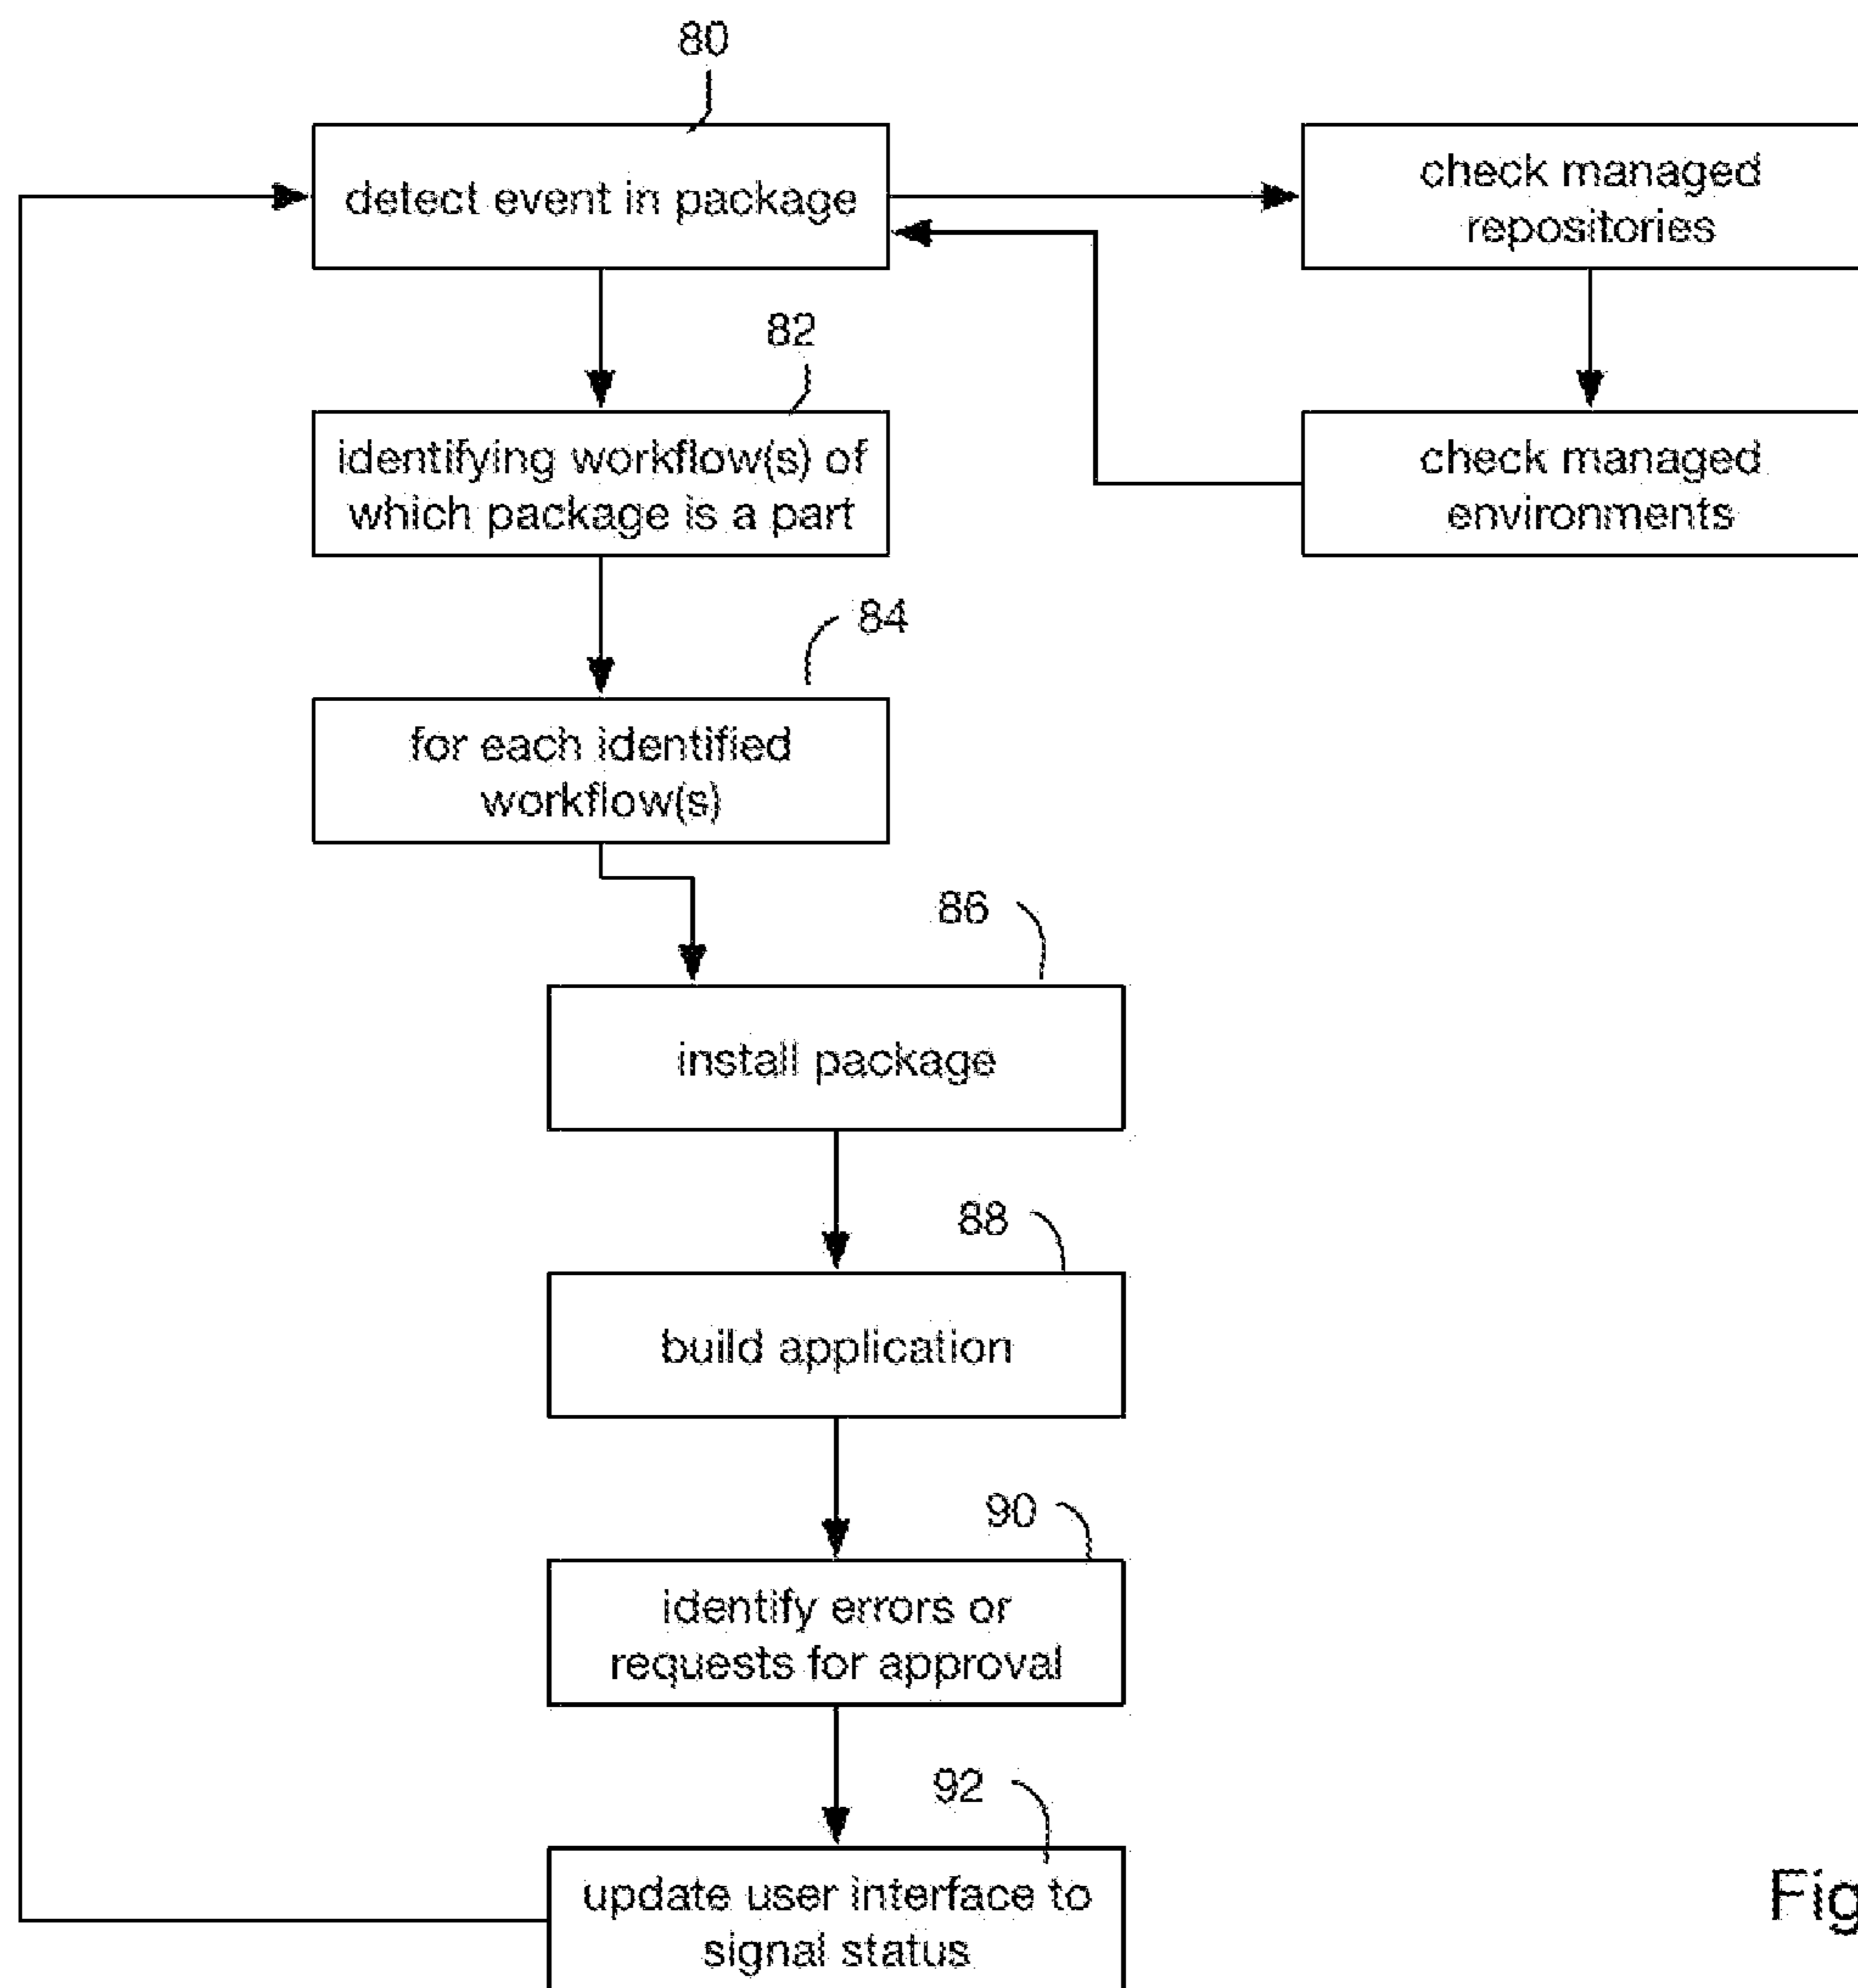 80
detect event in package
check managed
repositories
82
identifying workflow(s) of
which package is a part
check managed
environments
84
for each identified
workflow(s)
86
install package
88
build application
90
identify errors or
requests for approval
92
update user interface to
signal status
Fig